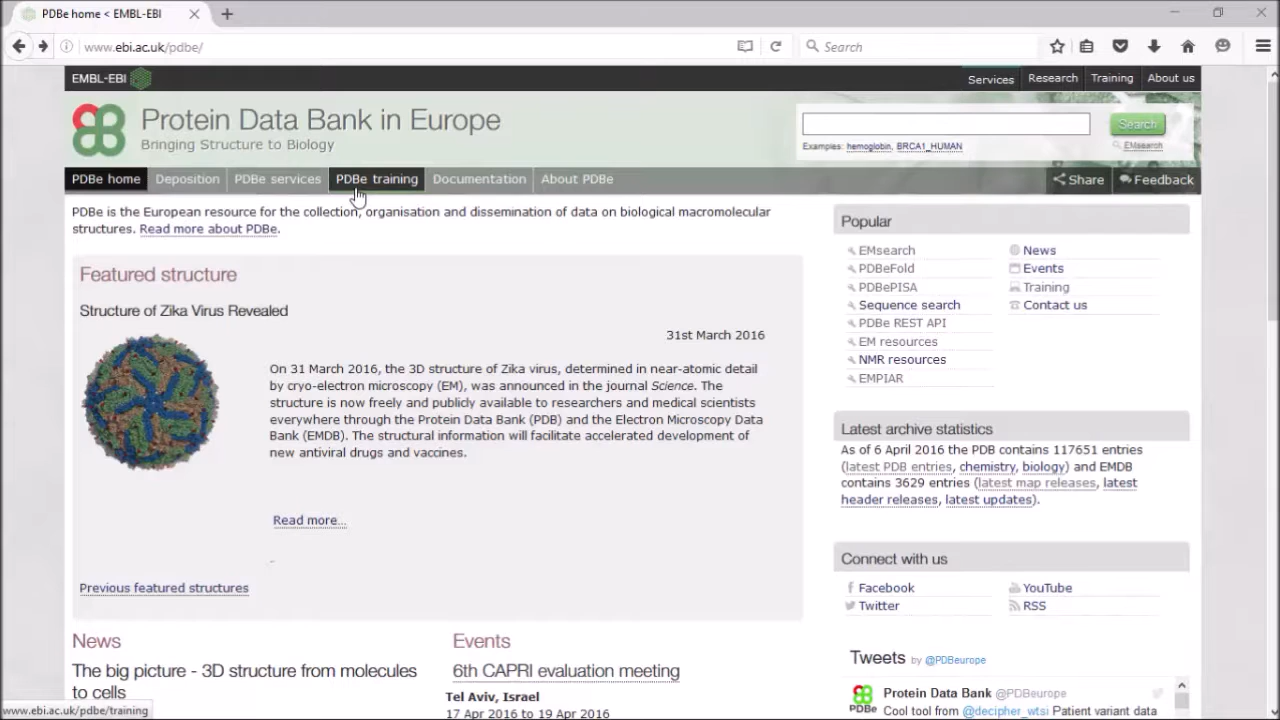 PDBe home < EMBL-EBI
www.ebi.ac.uk/pdbe/
Search
EMBL-EBI
Services Research Training About us
Protein Data Bank in Europe
Bringing Structure to Biology
Search
Examples: hemoglobin, BRCA1_HUMAN
EMsearch
PDBe home Deposition PDBe services PDBe training Documentation About PDBe
Share Feedback
PDBe is the European resource for the collection, organisation and dissemination of data on biological macromolecular
structures. Read more about PDBe.
Featured structure
Structure of Zika Virus Revealed
31st March 2016
On 31 March 2016, the 3D structure of Zika virus, determined in near-atomic detail
by cryo-electron microscopy (EM), was announced in the journal Science. The
structure is now freely and publicly available to researchers and medical scientists
everywhere through the Protein Data Bank (PDB) and the Electron Microscopy Data
Bank (EMDB). The structural information will facilitate accelerated development of
new antiviral drugs and vaccines.
Read more...
Previous featured structures
News
The big picture - 3D structure from molecules
to cells
Events
6th CAPRI evaluation meeting
Tel Aviv, Israel
17 Apr 2016 to 19 Apr 2016
Popular
EMsearch
PDBeFold
PDBePISA
Sequence search
PDBe REST API
EM resources
NMR resources
EMPIAR
News
Events
Training
Contact us
Latest archive statistics
As of 6 April 2016 the PDB contains 117651 entries
(latest PDB entries, chemistry, biology) and EMDB
contains 3629 entries (latest map releases, latest
header releases, latest updates).
Connect with us
Facebook
Twitter
YouTube
RSS
Tweets by @PDBeurope
Protein Data Bank @PDBeurope
Cool tool from @decipher_wtsi Patient variant data
PDBe
www.ebi.ac.uk/pdbe/training